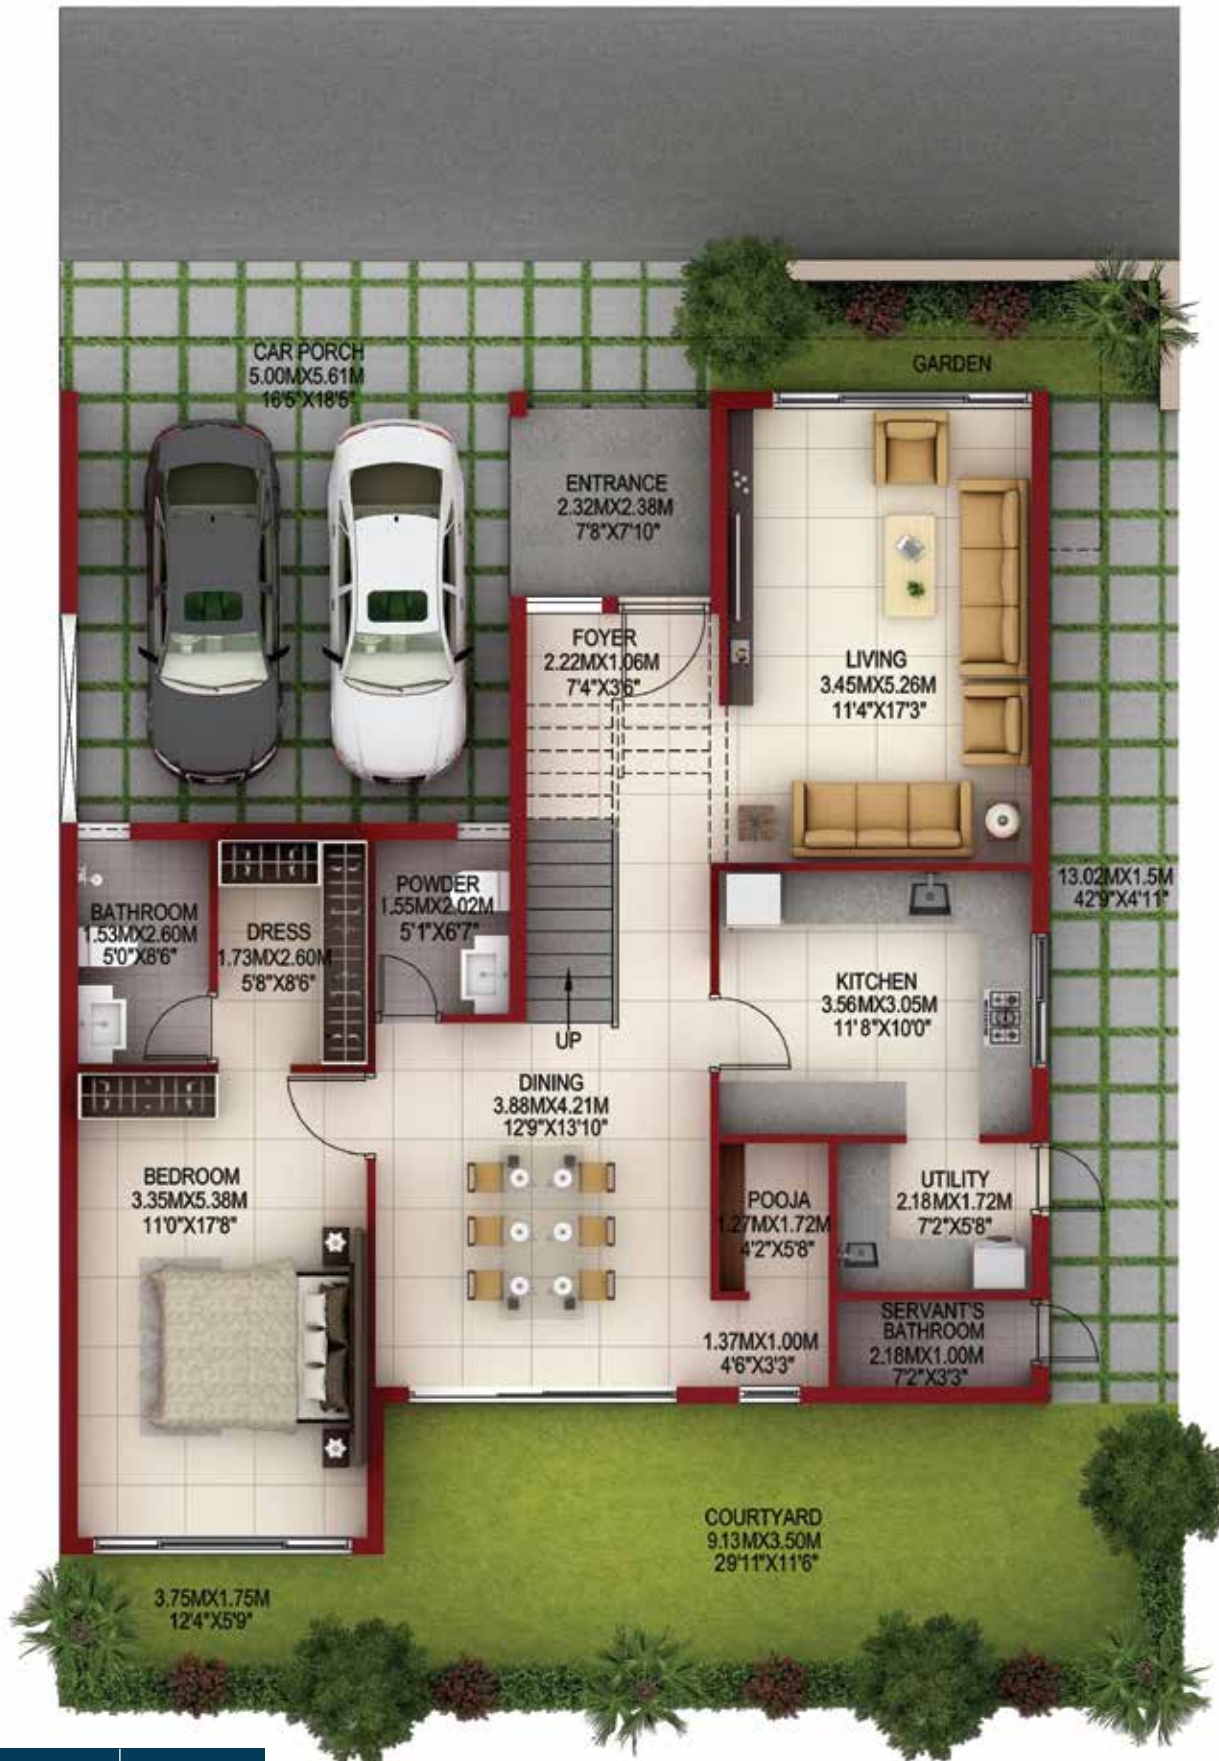 CAR PORCH
5.00MX5.61M
16'5"X18'5"
GARDEN
ENTRANCE
2.32MX2.38M
7'8"X7'10"
FOYER
2.22MX1.06M
7'4"X3'6"
LIVING
3.45MX5.26M
11'4"X17'3"
BATHROOM
1.53MX2.60M
5'0"X8'6"
DRESS
1.73MX2.60M
5'8"X8'6"
POWDER
1.55MX2.02M
5'1"X6'7"
13.02MX1.5M
42'9"X4'11"
KITCHEN
3.56MX3.05M
11'8"X10'0"
UP
DINING
3.88MX4.21M
12'9"X13'10"
BEDROOM
3.35MX5.38M
11'0"X17'8"
POOJA
1.27MX1.72M
4'2"X5'8"
UTILITY
2.18MX1.72M
7'2"X5'8"
SERVANT'S
BATHROOM
2.18MX1.00M
7'2"X3'3"
1.37MX1.00M
4'6"X3'3"
COURTYARD
9.13MX3.50M
29'11"X11'6"
3.75MX1.75M
12'4"X5'9"